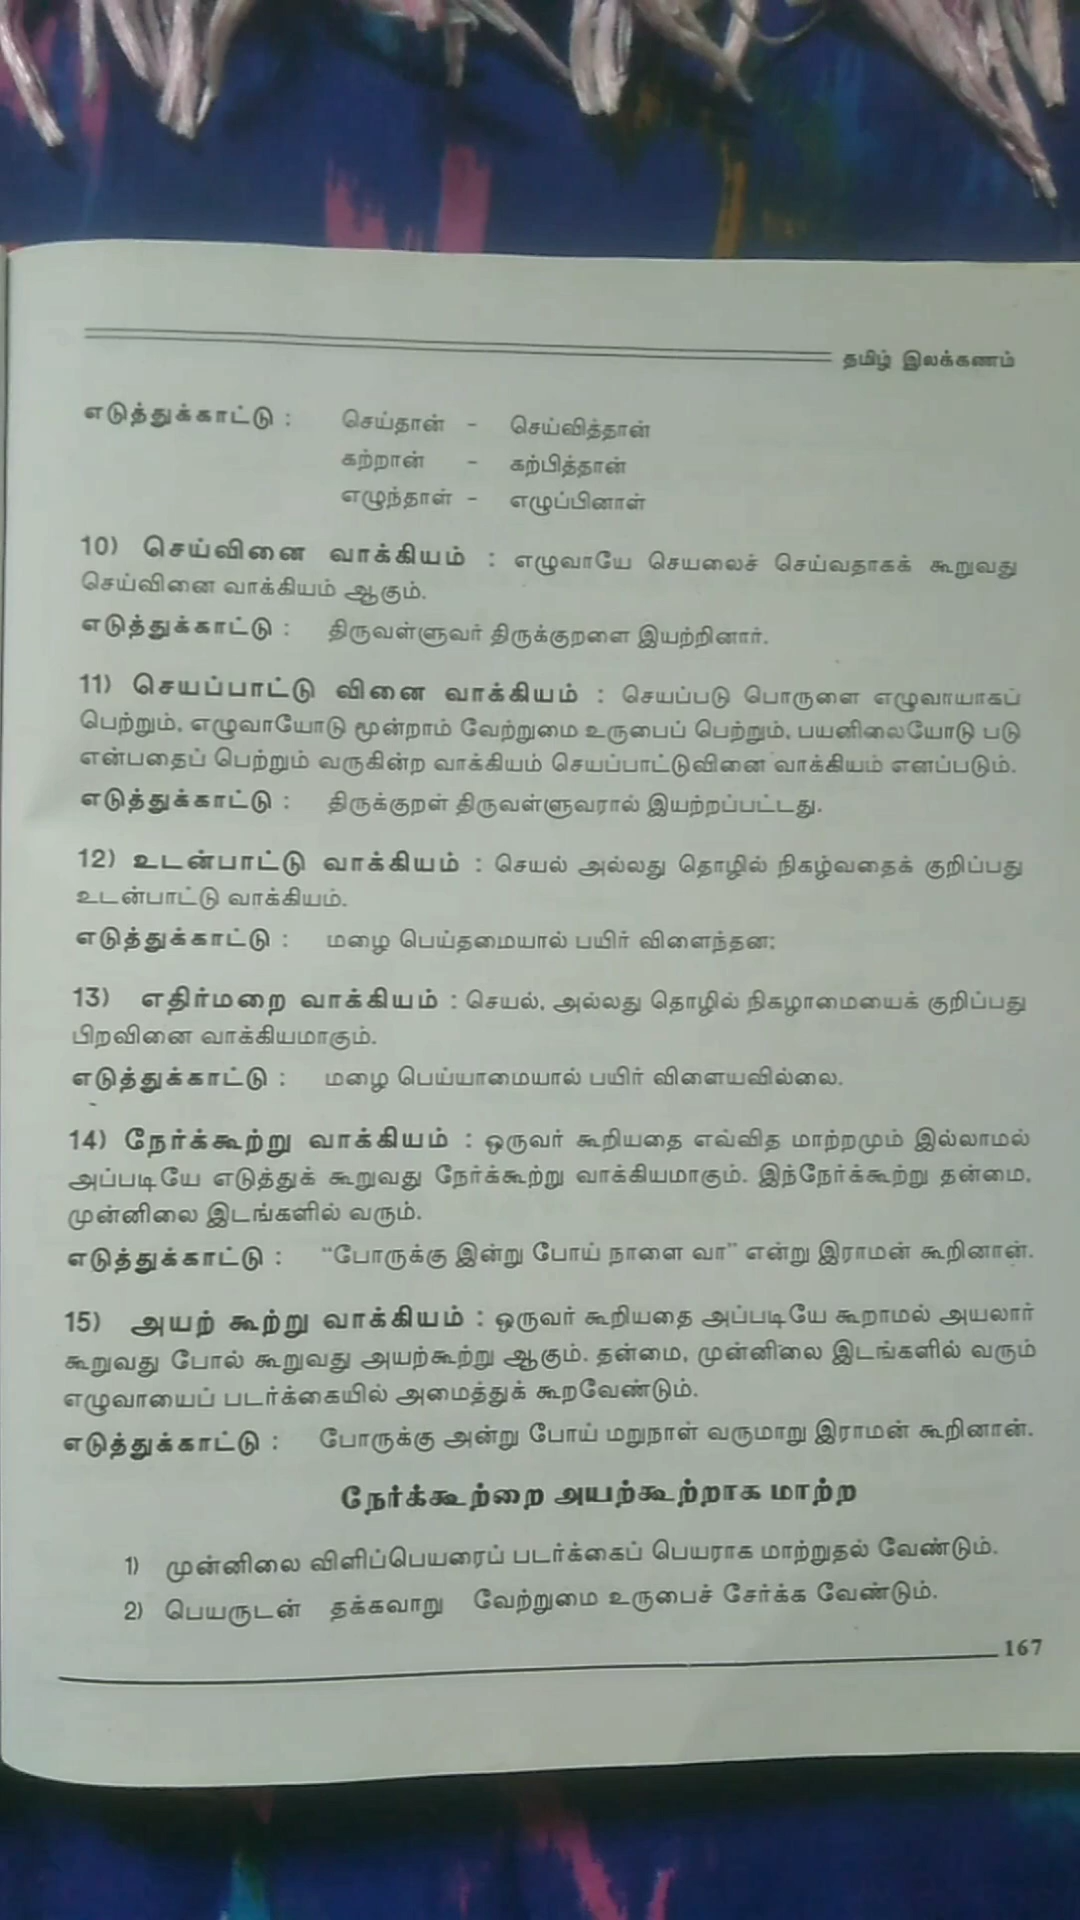 தமிழ் இலக்கணம்
எடுத்துக்காட்டு : செய்தான் - செய்வித்தான்
கற்றான் - கற்பித்தான்
எழுந்தாள் - எழுப்பினாள்
10) செய்வினை வாக்கியம் : எழுவாயே செயலைச் செய்வதாகக் கூறுவது
செய்வினை வாக்கியம் ஆகும்.
எடுத்துக்காட்டு : திருவள்ளுவர் திருக்குறளை இயற்றினார்.
11) செயப்பாட்டு வினை வாக்கியம் : செயப்படு பொருளை எழுவாயாகப்
பெற்றும், எழுவாயோடு மூன்றாம் வேற்றுமை உருபைப் பெற்றும், பயனிலையோடு படு
என்பதைப் பெற்றும் வருகின்ற வாக்கியம் செயப்பாட்டுவினை வாக்கியம் எனப்படும்.
எடுத்துக்காட்டு : திருக்குறள் திருவள்ளுவரால் இயற்றப்பட்டது.
12) உடன்பாட்டு வாக்கியம் : செயல் அல்லது தொழில் நிகழ்வதைக் குறிப்பது
உடன்பாட்டு வாக்கியம்.
எடுத்துக்காட்டு : மழை பெய்தமையால் பயிர் விளைந்தன;
13) எதிர்மறை வாக்கியம் : செயல், அல்லது தொழில் நிகழாமையைக் குறிப்பது
பிறவினை வாக்கியமாகும்.
எடுத்துக்காட்டு : மழை பெய்யாமையால் பயிர் விளையவில்லை.
14) நேர்க்கூற்று வாக்கியம் : ஒருவர் கூறியதை எவ்வித மாற்றமும் இல்லாமல்
அப்படியே எடுத்துக் கூறுவது நேர்க்கூற்று வாக்கியமாகும். இந்நேர்க்கூற்று தன்மை,
முன்னிலை இடங்களில் வரும்.
எடுத்துக்காட்டு : “போருக்கு இன்று போய் நாளை வா” என்று இராமன் கூறினான்.
15) அயற் கூற்று வாக்கியம் : ஒருவர் கூறியதை அப்படியே கூறாமல் அயலார்
கூறுவது போல் கூறுவது அயற்கூற்று ஆகும். தன்மை, முன்னிலை இடங்களில் வரும்
எழுவாயைப் படர்க்கையில் அமைத்துக் கூறவேண்டும்.
எடுத்துக்காட்டு : போருக்கு அன்று போய் மறுநாள் வருமாறு இராமன் கூறினான்.
நேர்க்கூற்றை அயற்கூற்றாக மாற்ற
1) முன்னிலை விளிப்பெயரைப் படர்க்கைப் பெயராக மாற்றுதல் வேண்டும்.
2) பெயருடன் தக்கவாறு வேற்றுமை உருபைச் சேர்க்க வேண்டும்.
167